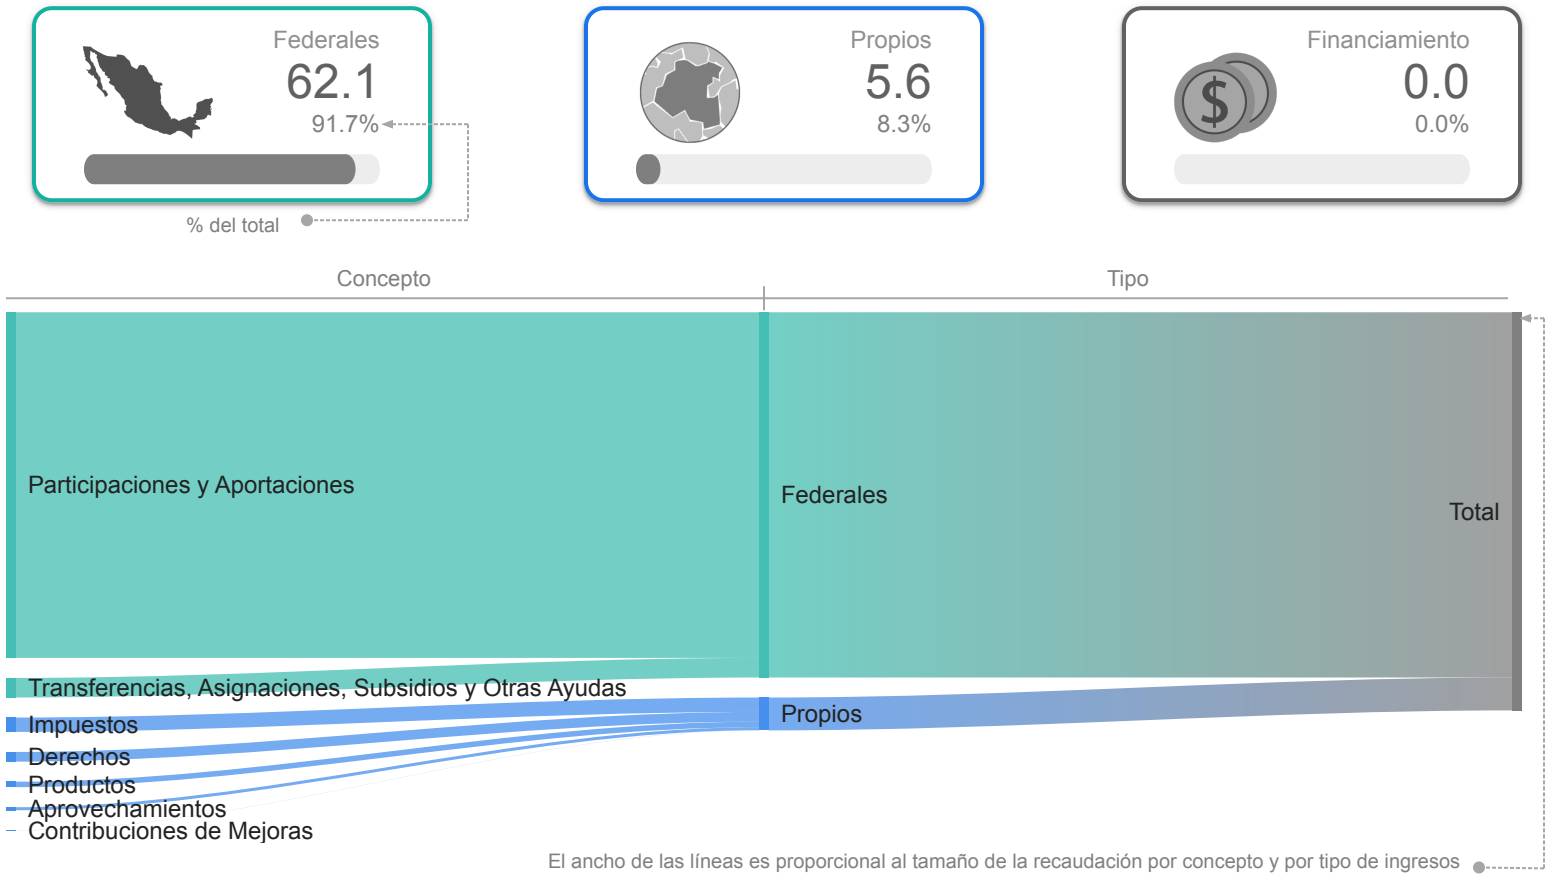 Federales
62.1
91.7%
Propios
5.6
8.3%
Financiamiento
$
0.0
0.0%
% del total
Concepto
Tipo
Participaciones y Aportaciones
Federales
Total
Transferencias, Asignaciones, Subsidios y Otras Ayudas
Impuestos
Propios
Derechos
Productos
Aprovechamientos
Contribuciones de Mejoras
El ancho de las líneas es proporcional al tamaño de la recaudación por concepto y por tipo de ingresos